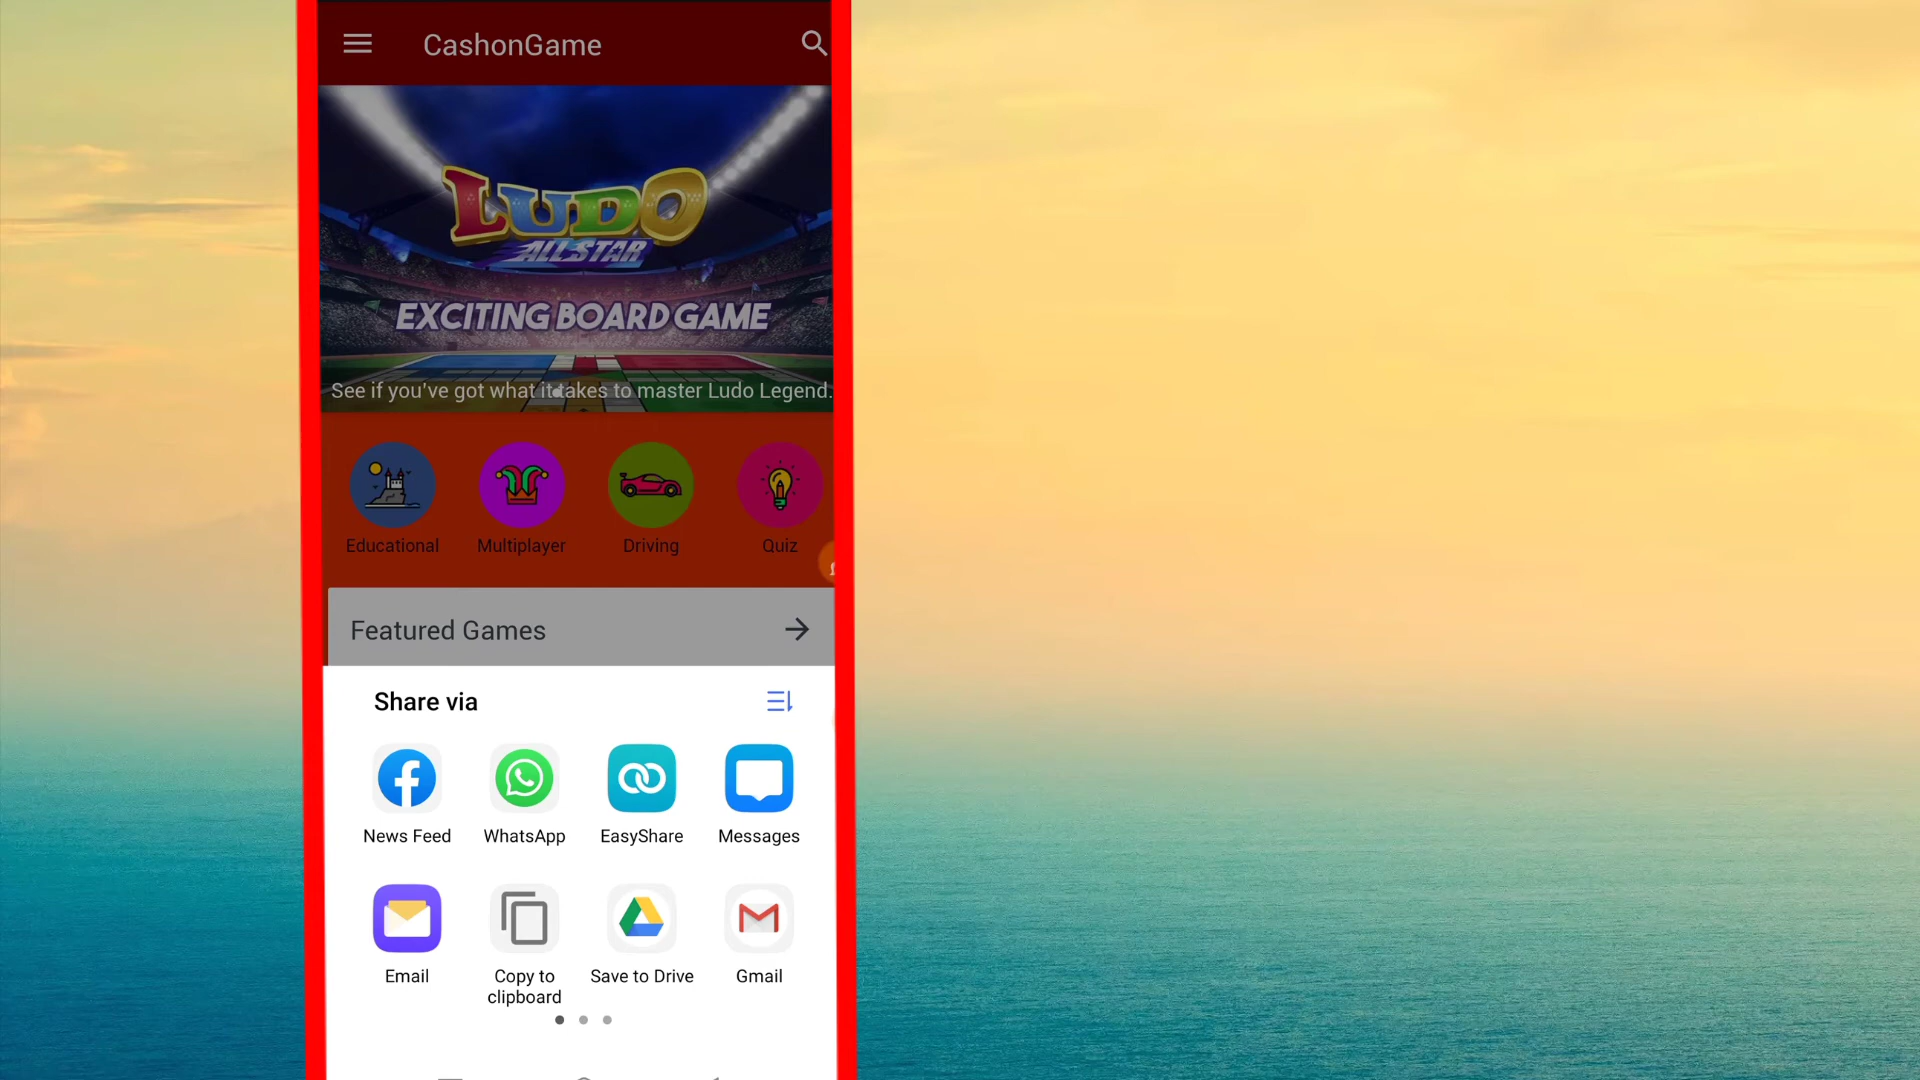 CashonGame
LUDO
ALL STAR
EXCITING BOARD GAME
See if you've got what it takes to master Ludo Legend.
Educational
Multiplayer
Driving
Quiz
Featured Games
Share via
News Feed
WhatsApp
EasyShare
Messages
Email
Copy to
clipboard
Save to Drive
Gmail